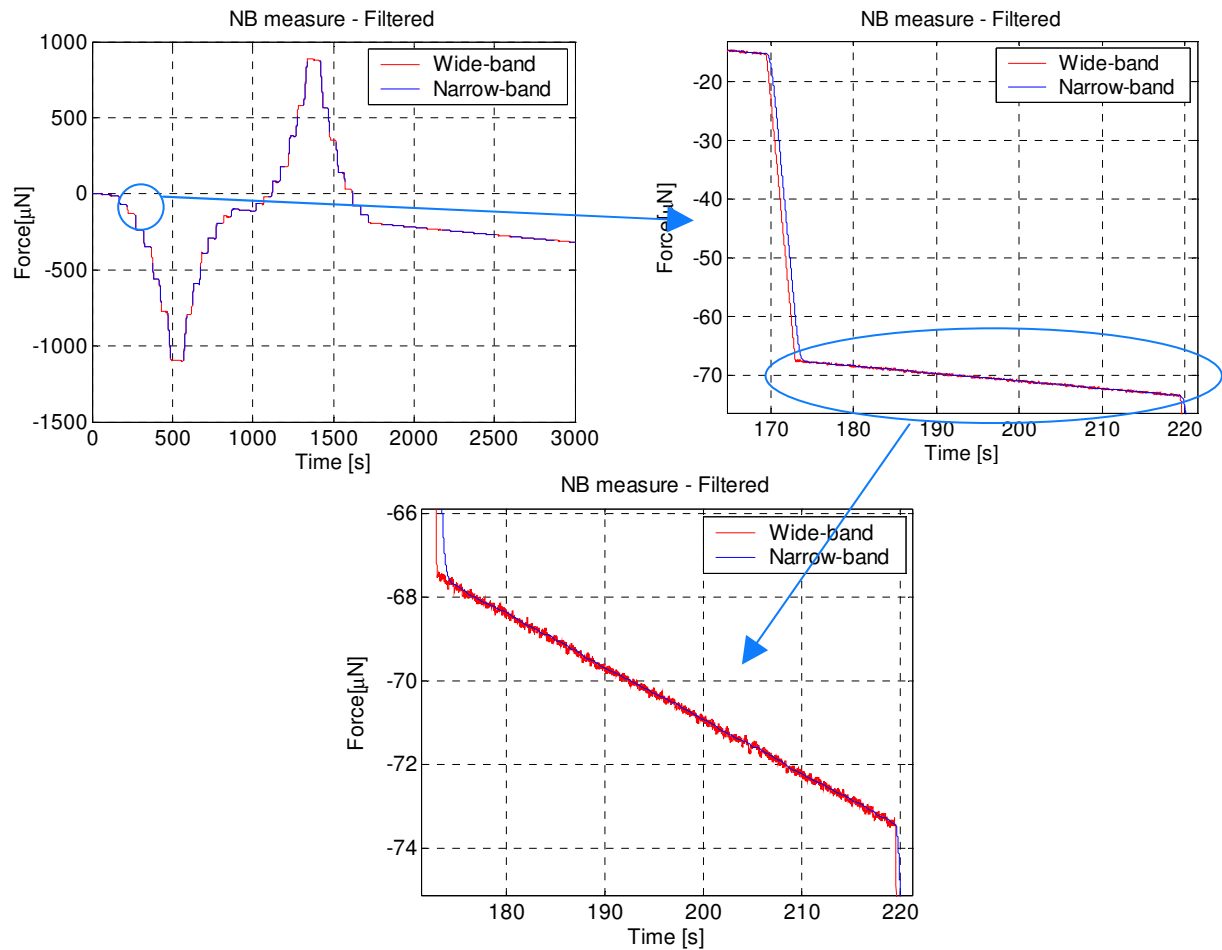 NB measure - Filtered
1000
500
0
-500
-1000
-1500
Force[µN]
0 500 1000 1500 2000 2500 3000
Time [s]
Wide-band
Narrow-band
NB measure - Filtered
-20
-30
-40
-50
-60
-70
Force[µN]
170 180 190 200 210 220
Time [s]
Wide-band
Narrow-band
NB measure - Filtered
-66
-68
-70
-72
-74
Force[µN]
180 190 200 210 220
Time [s]
Wide-band
Narrow-band